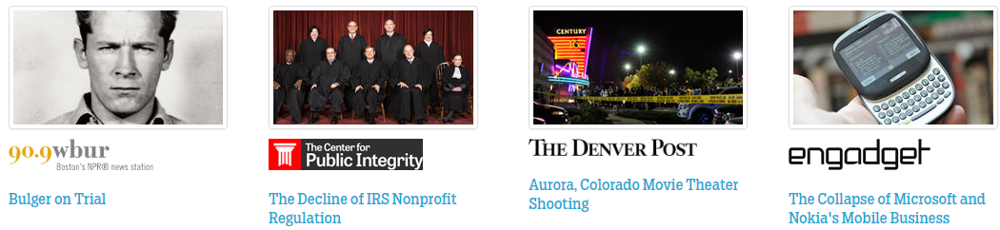 CENTURY
90.9wbur
Boston's NPR® news station
Bulger on Trial
The Center for
Public Integrity
The Decline of IRS Nonprofit
Regulation
THE DENVER POST
Aurora, Colorado Movie Theater
Shooting
engadget
The Collapse of Microsoft and
Nokia's Mobile Business